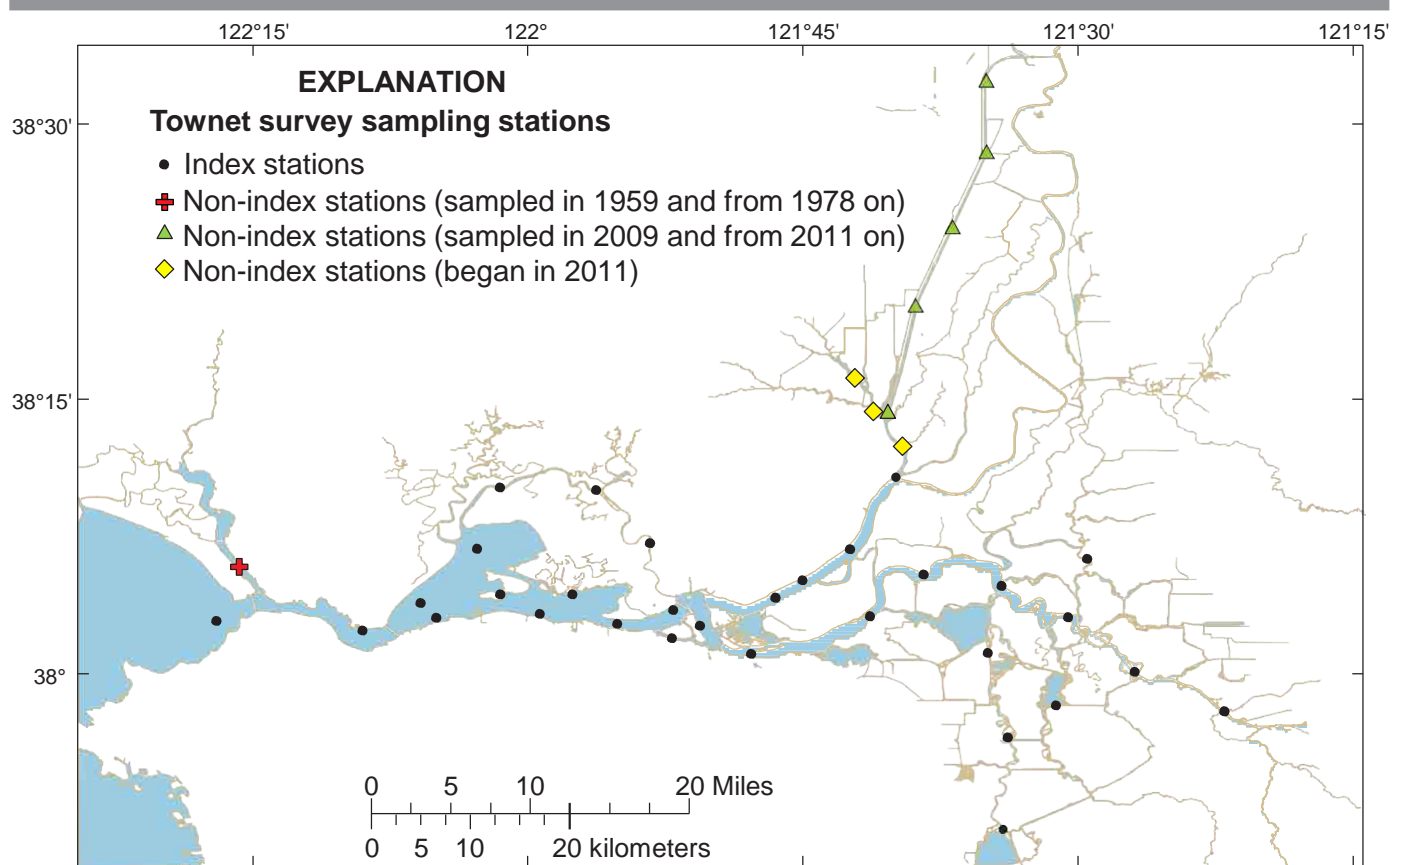 122°15' 122° 121°45' 121°30' 121°15'
EXPLANATION
Townet survey sampling stations
38°30'
Index stations
Non-index stations (sampled in 1959 and from 1978 on)
Non-index stations (sampled in 2009 and from 2011 on)
Non-index stations (began in 2011)
38°15'
38°
0 5 10 20 Miles
0 5 10 20 kilometers